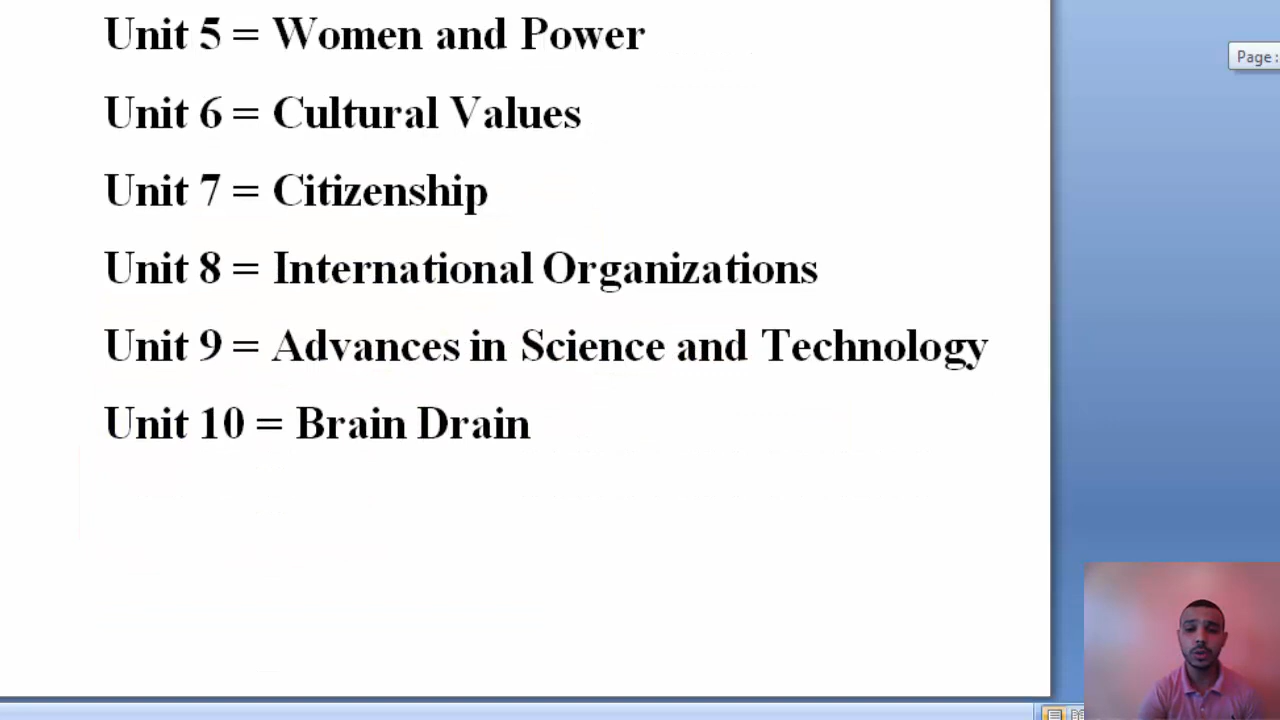 Unit 5 = Women and Power
Page:
Unit 6 = Cultural Values
Unit 7 = Citizenship
Unit 8 = International Organizations
Unit 9 = Advances in Science and Technology
Unit 10 = Brain Drain